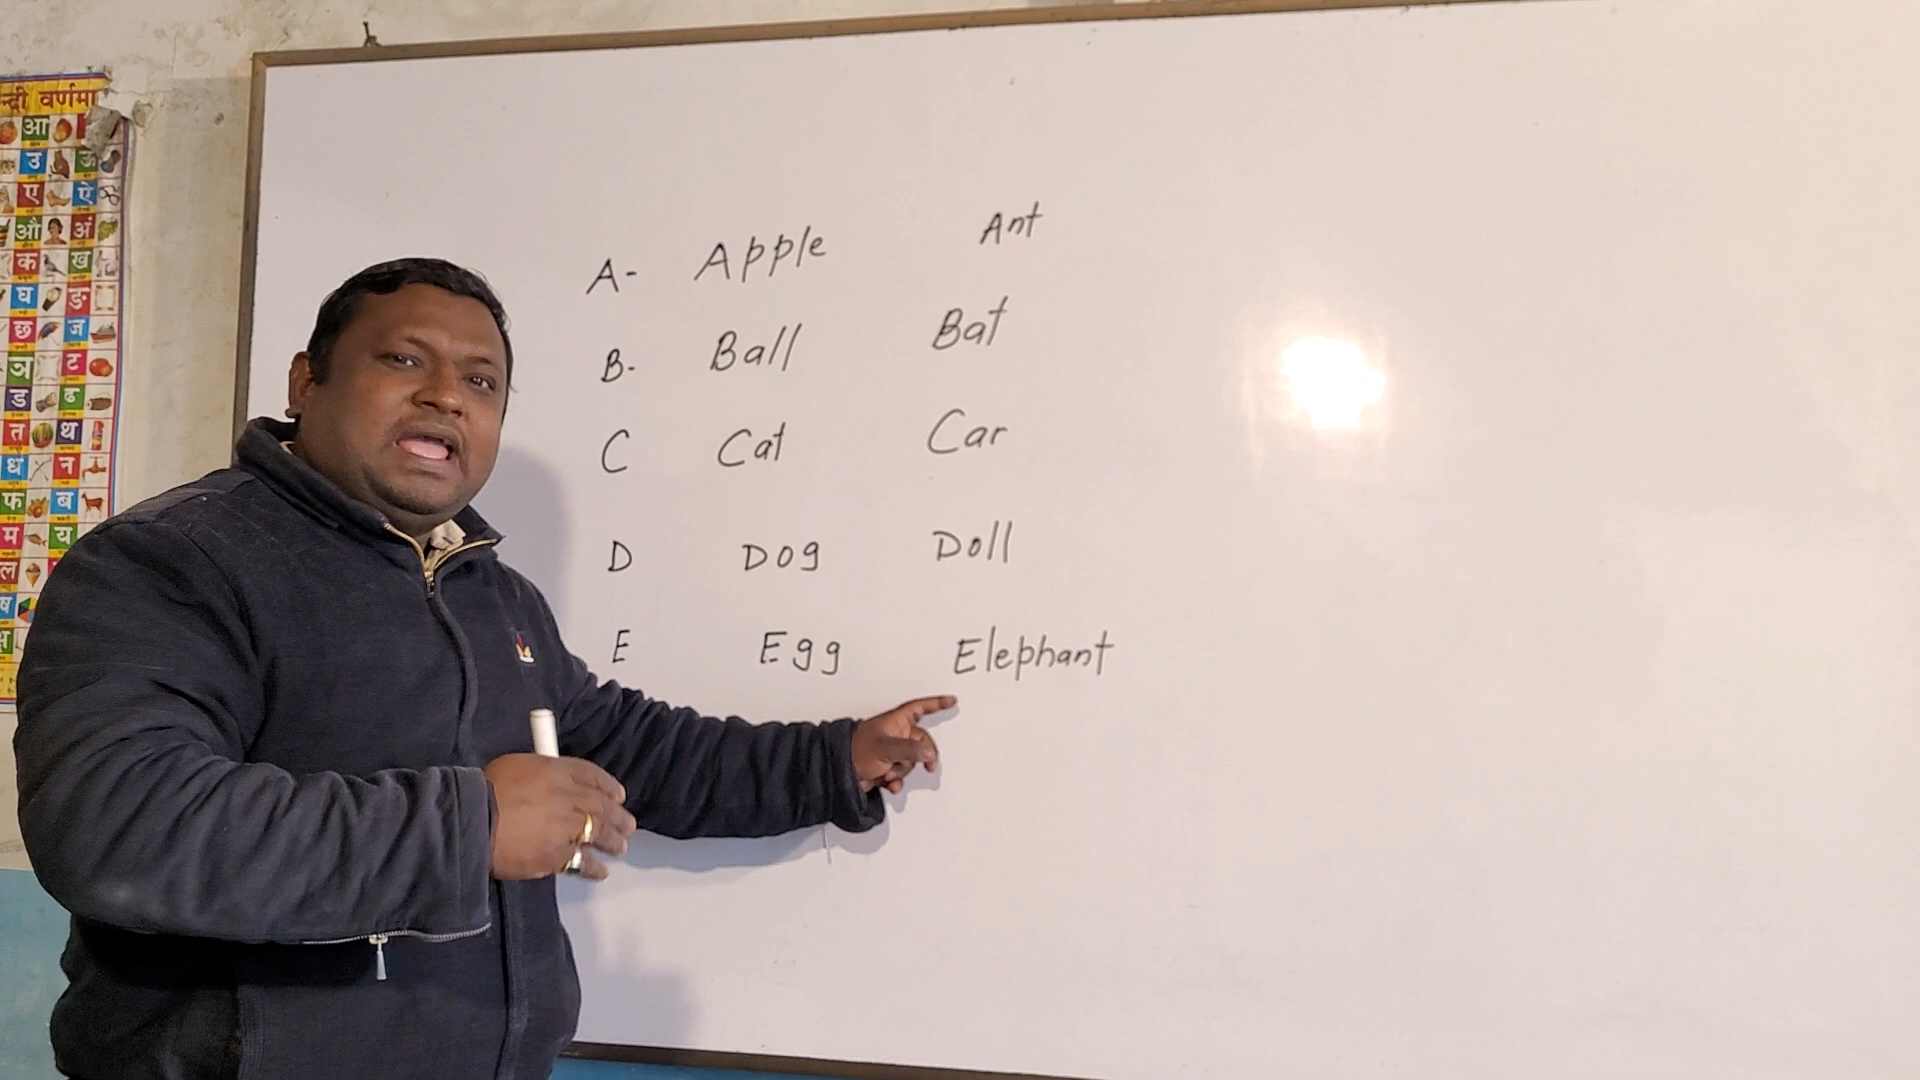 न्दी वर्णमा
आ
उ ऊ
ए ऐ
औ अं
क ख
घ ङ
छ ज
ञ ट
ड ढ
त थ
ध न
फ ब
म य
ल
ष
क्ष
A- Apple Ant
B- Ball Bat
C Cat Car
D Dog Doll
E Egg Elephant